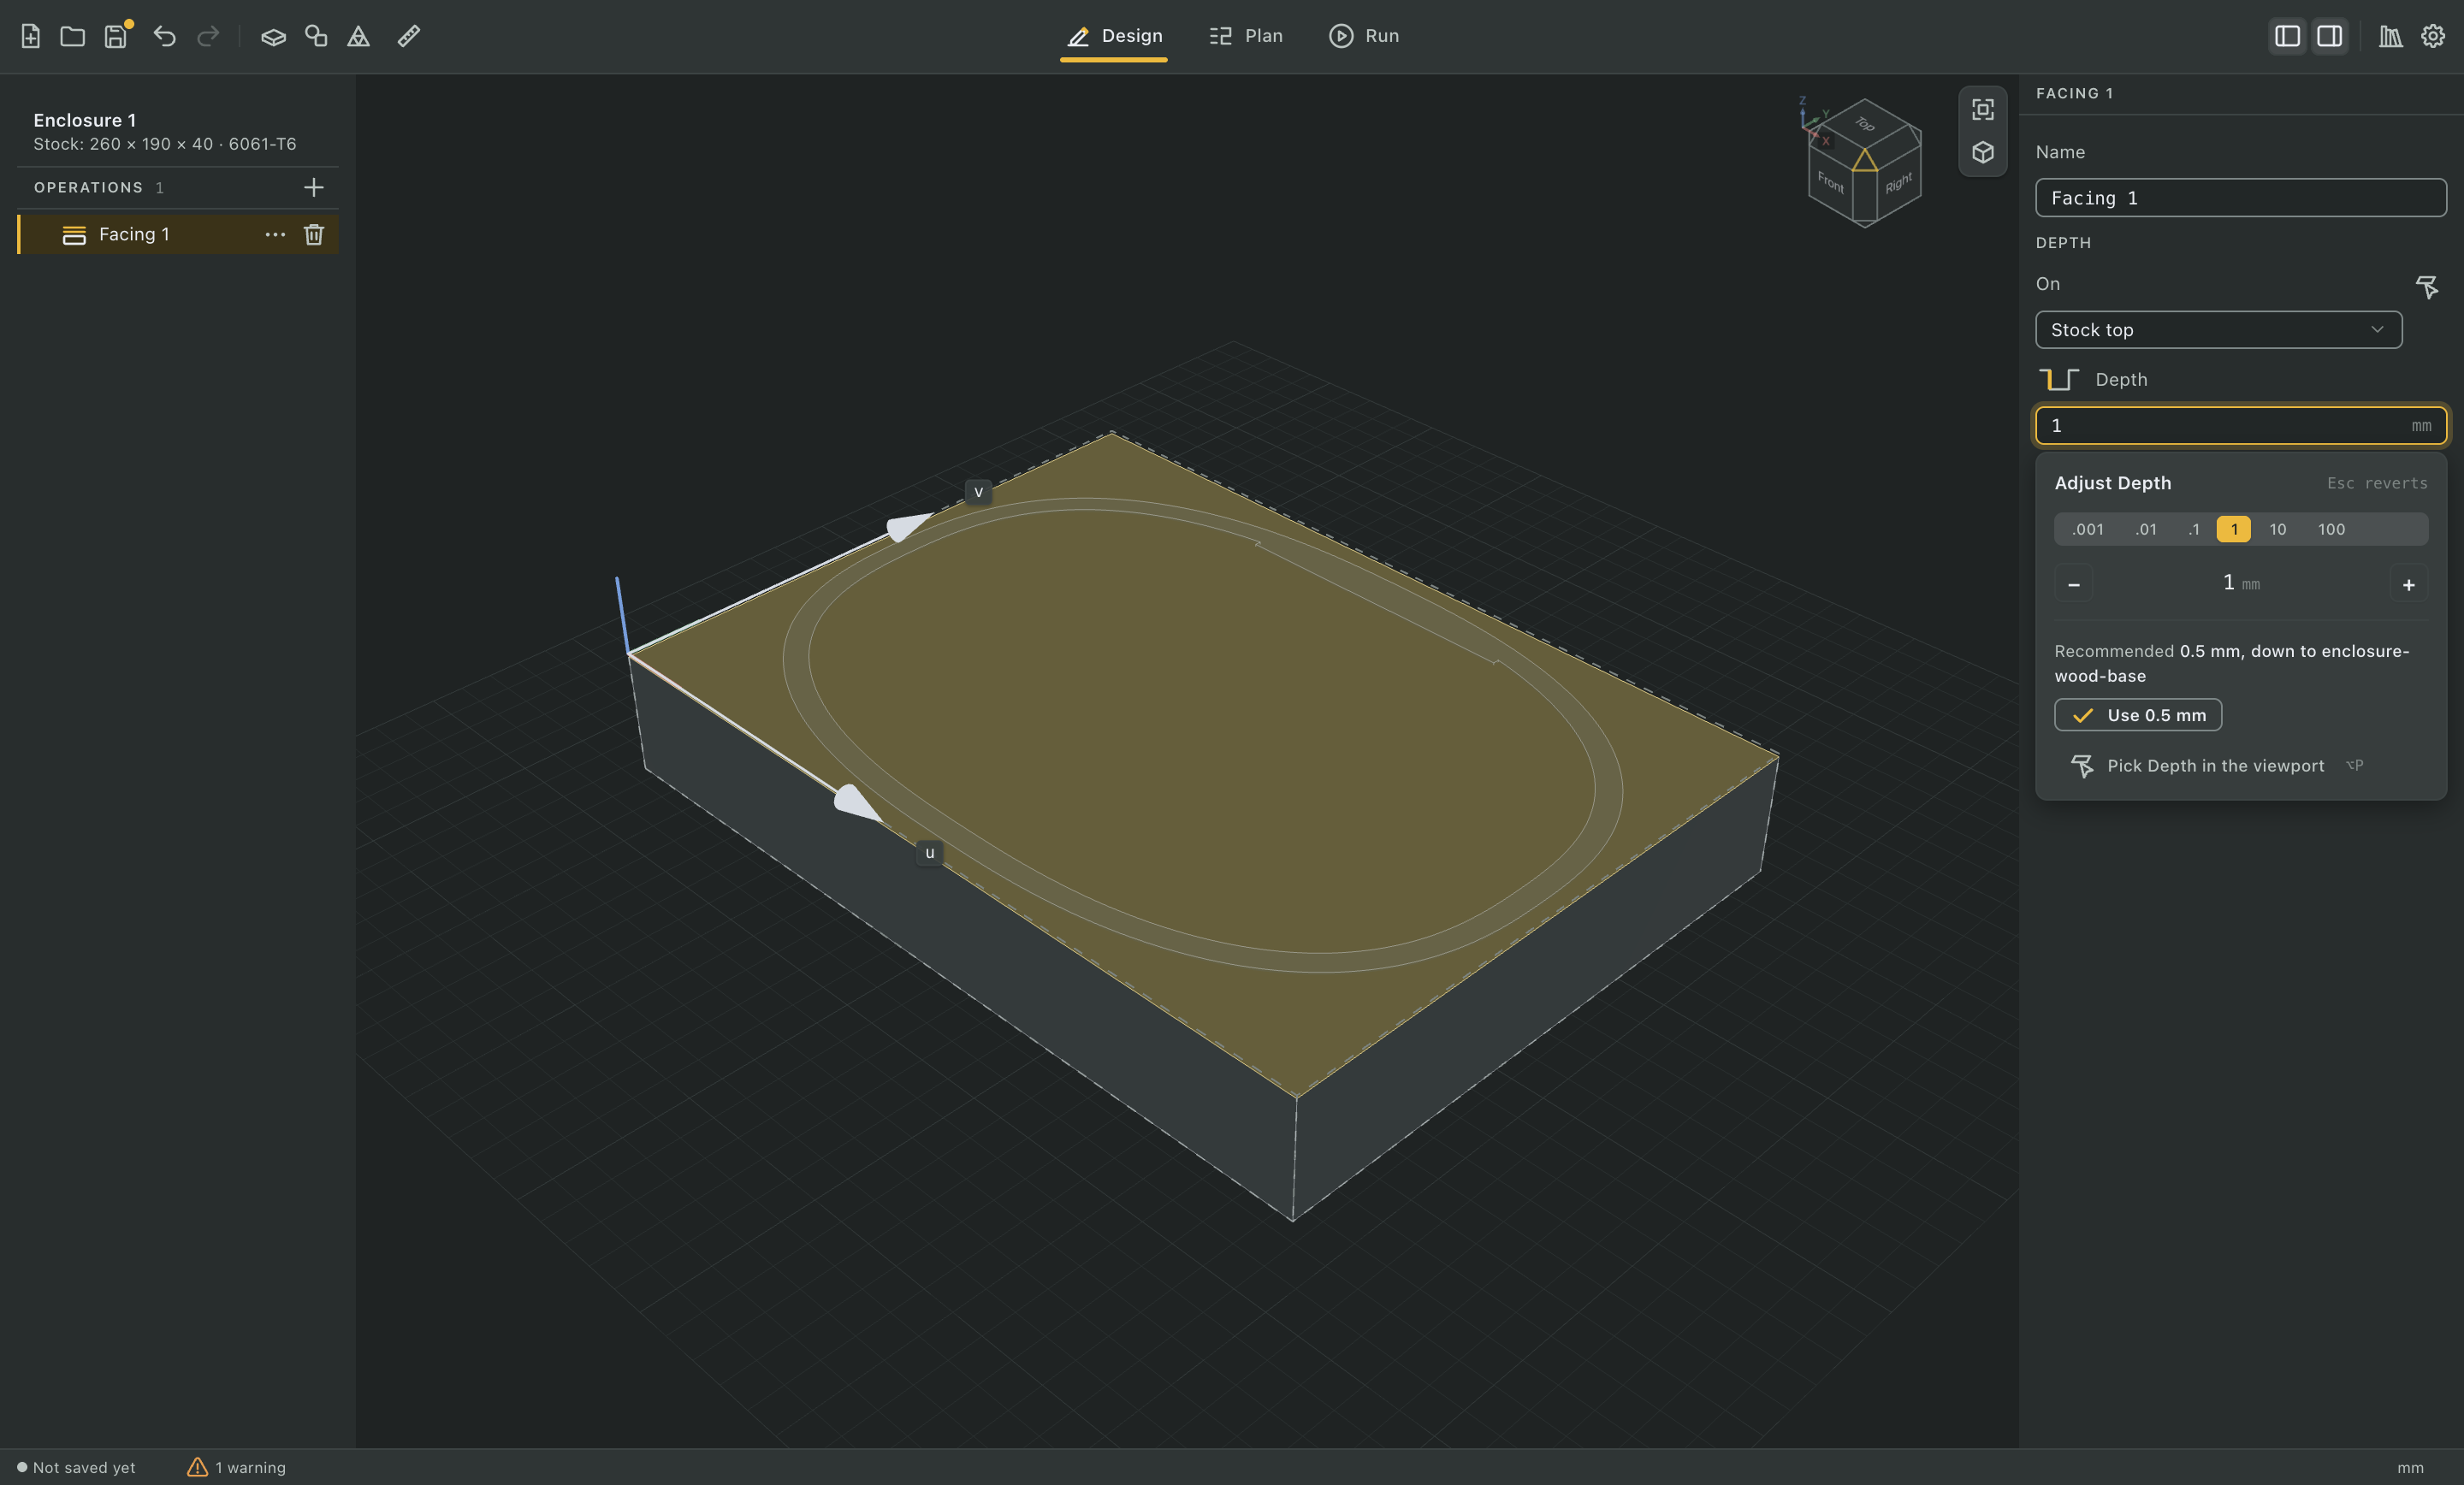 Design
Plan
Run
Enclosure 1
Stock: 260 × 190 × 40 · 6061-T6
OPERATIONS 1
Facing 1
v
u
Z
Y
X
Top
Front
Right
FACING 1
Name
Facing 1
DEPTH
On
Stock top
Depth
1 mm
Adjust Depth Esc reverts
.001 .01 .1 1 10 100
− 1 mm +
Recommended 0.5 mm, down to enclosure-
wood-base
Use 0.5 mm
Pick Depth in the viewport ⌥P
Not saved yet
1 warning
mm